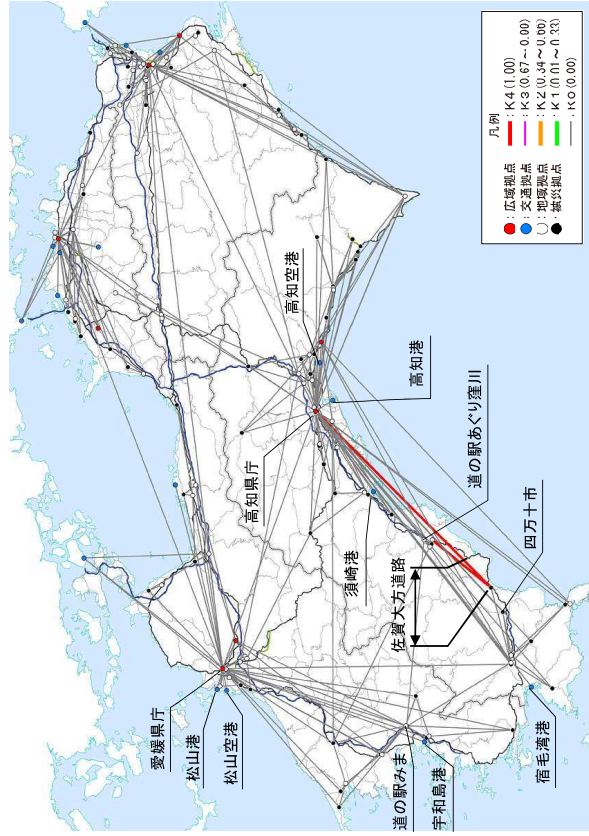 凡例
●：広域拠点
●：交通拠点
○：地域拠点
●：被災拠点
：K4(1.00)
：K3(0.67～0.00)
：K2(0.34～0.66)
：K1(0.01～0.33)
：K0(0.00)
高知空港
高知港
高知県庁
道の駅あぐり窪川
須崎港
佐賀大方道路
四万十市
愛媛県庁
松山港
松山空港
道の駅みま
宇和島港
宿毛湾港